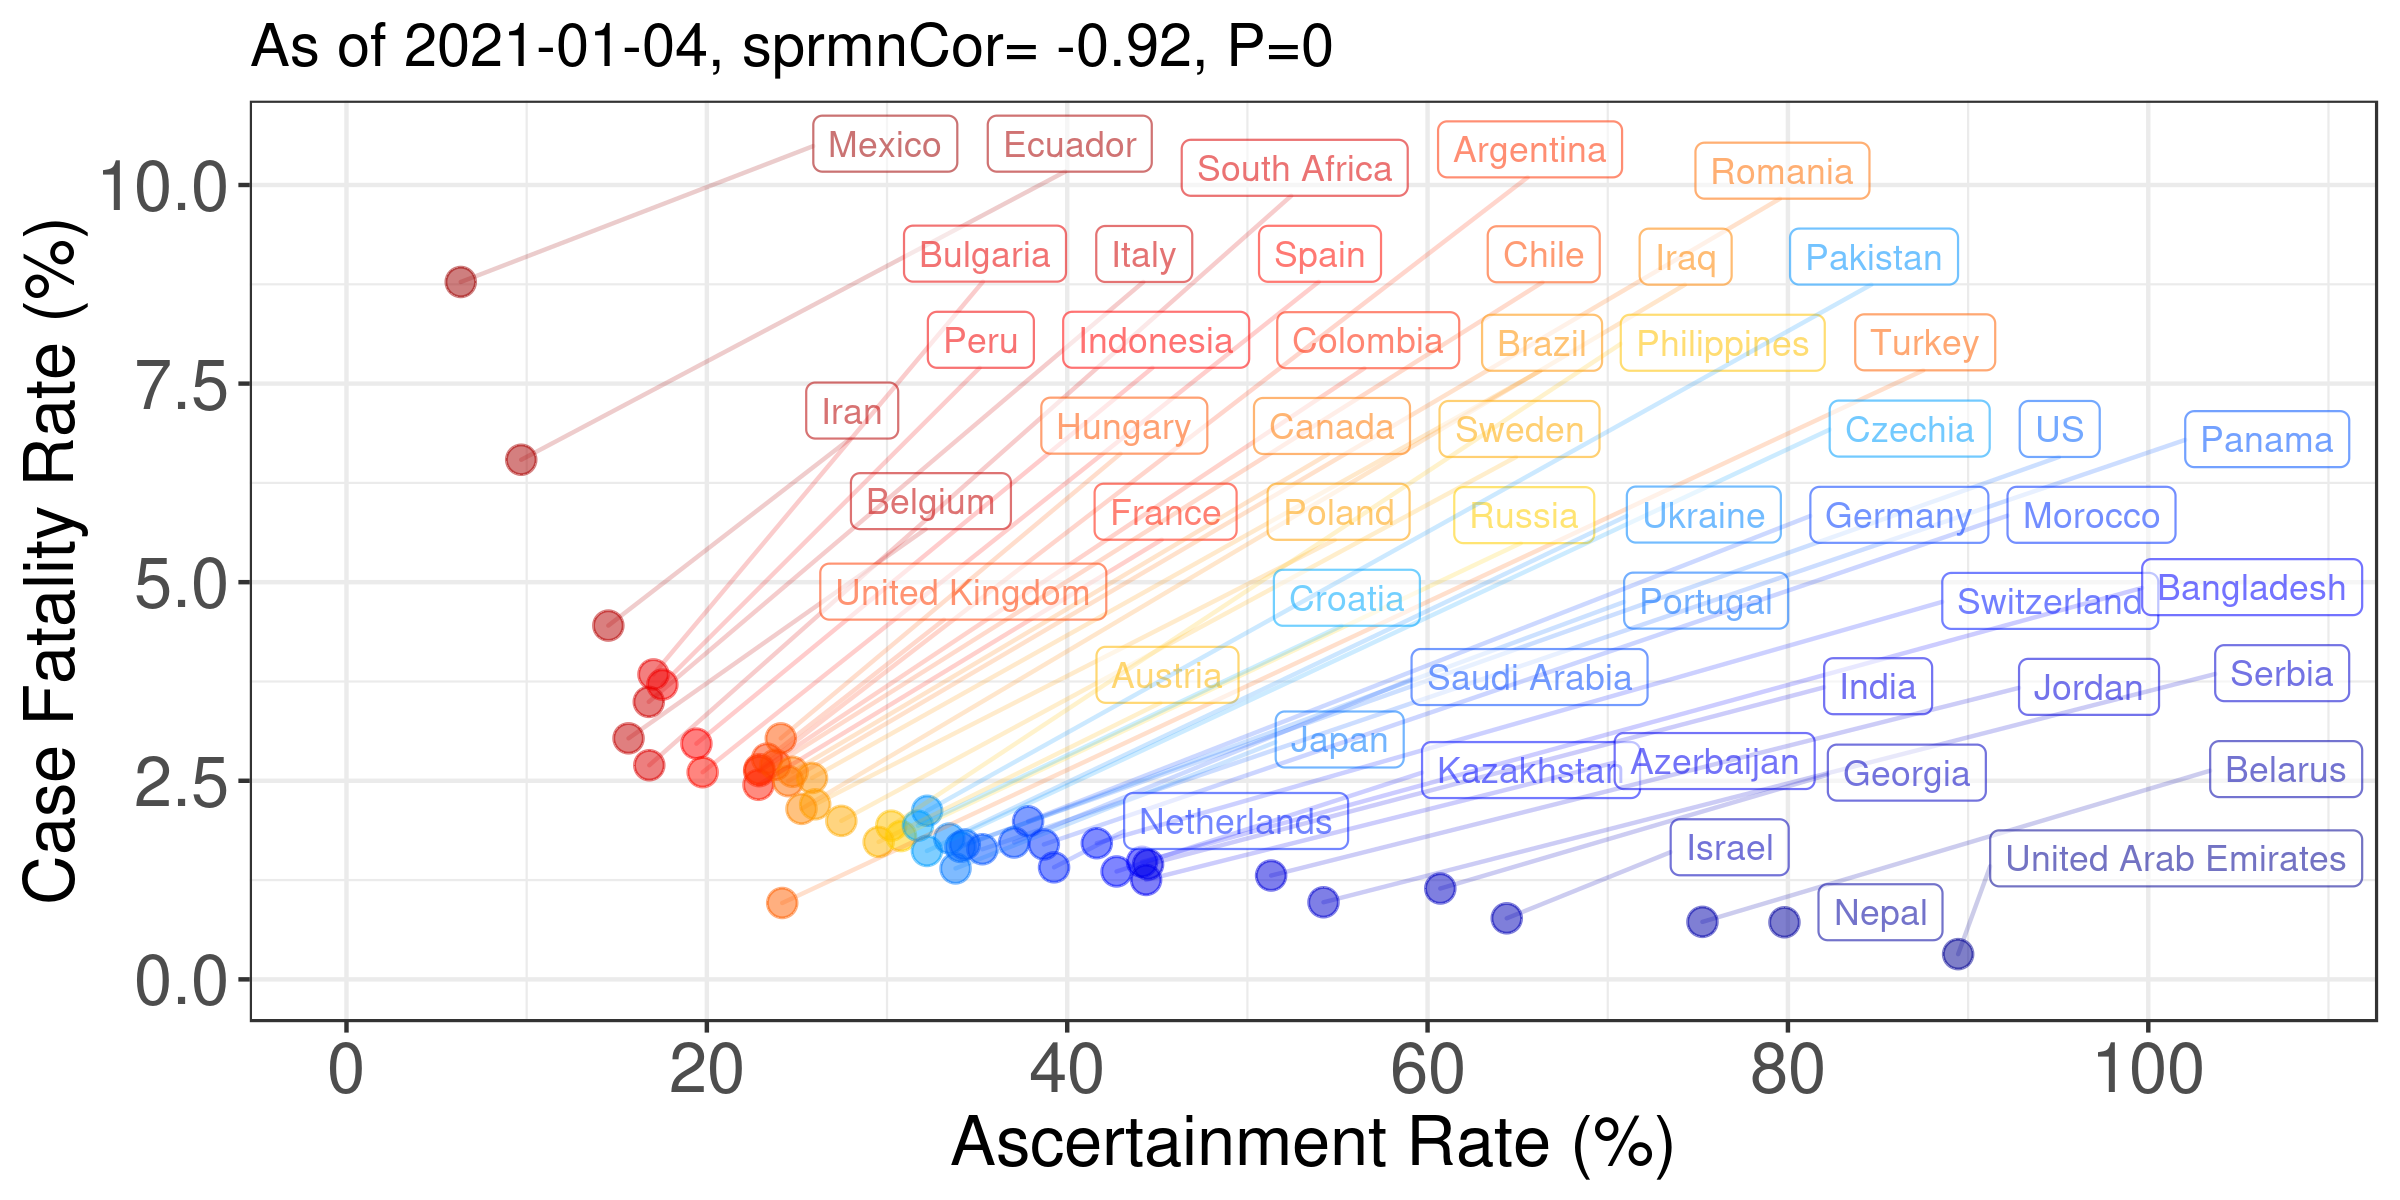 As of 2021-01-04, sprmnCor= -0.92, P=0
Case Fatality Rate (%)
10.0
7.5
5.0
2.5
0.0
Mexico
Ecuador
South Africa
Argentina
Romania
Bulgaria
Italy
Spain
Chile
Iraq
Pakistan
Peru
Indonesia
Colombia
Brazil
Philippines
Turkey
Iran
Hungary
Canada
Sweden
Czechia
US
Panama
Belgium
France
Poland
Russia
Ukraine
Germany
Morocco
United Kingdom
Croatia
Portugal
Switzerland
Bangladesh
Austria
Saudi Arabia
India
Jordan
Serbia
Japan
Kazakhstan
Azerbaijan
Georgia
Belarus
Netherlands
Israel
United Arab Emirates
Nepal
0
20
40
60
80
100
Ascertainment Rate (%)